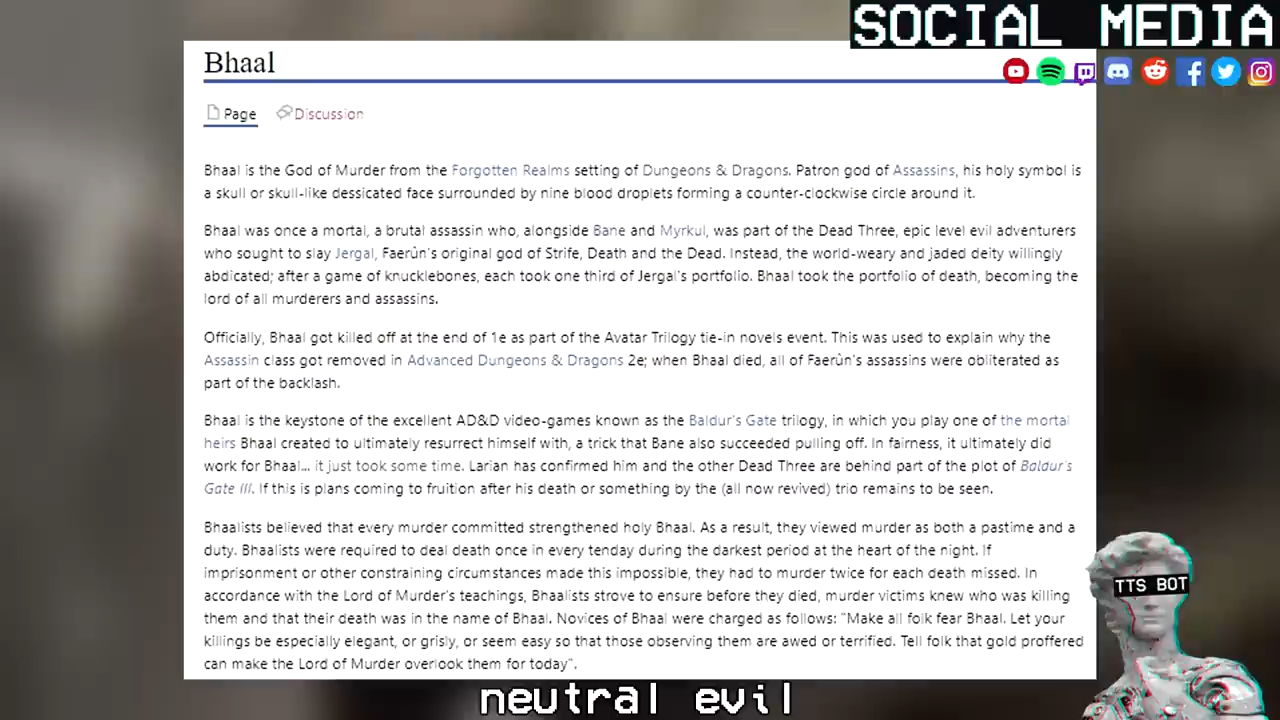 SOCIAL MEDIA
Bhaal
Page Discussion
Bhaal is the God of Murder from the Forgotten Realms setting of Dungeons & Dragons. Patron god of Assassins, his holy symbol is
a skull or skull-like dessicated face surrounded by nine blood droplets forming a counter-clockwise circle around it.
Bhaal was once a mortal, a brutal assassin who, alongside Bane and Myrkul, was part of the Dead Three, epic level evil adventurers
who sought to slay Jergal, Faerûn's original god of Strife, Death and the Dead. Instead, the world-weary and jaded deity willingly
abdicated; after a game of knucklebones, each took one third of Jergal's portfolio. Bhaal took the portfolio of death, becoming the
lord of all murderers and assassins.
Officially, Bhaal got killed off at the end of 1e as part of the Avatar Trilogy tie-in novels event. This was used to explain why the
Assassin class got removed in Advanced Dungeons & Dragons 2e; when Bhaal died, all of Faerûn's assassins were obliterated as
part of the backlash.
Bhaal is the keystone of the excellent AD&D video-games known as the Baldur's Gate trilogy, in which you play one of the mortal
heirs Bhaal created to ultimately resurrect himself with, a trick that Bane also succeeded pulling off. In fairness, it ultimately did
work for Bhaal... it just took some time. Larian has confirmed him and the other Dead Three are behind part of the plot of Baldur's
Gate III. If this is plans coming to fruition after his death or something by the (all now revived) trio remains to be seen.
Bhaalists believed that every murder committed strengthened holy Bhaal. As a result, they viewed murder as both a pastime and a
duty. Bhaalists were required to deal death once in every tenday during the darkest period at the heart of the night. If
imprisonment or other constraining circumstances made this impossible, they had to murder twice for each death missed. In
accordance with the Lord of Murder's teachings, Bhaalists strove to ensure before they died, murder victims knew who was killing
them and that their death was in the name of Bhaal. Novices of Bhaal were charged as follows: "Make all folk fear Bhaal. Let your
killings be especially elegant, or grisly, or seem easy so that those observing them are awed or terrified. Tell folk that gold proffered
can make the Lord of Murder overlook them for today".
TTS BOT
neutral evil